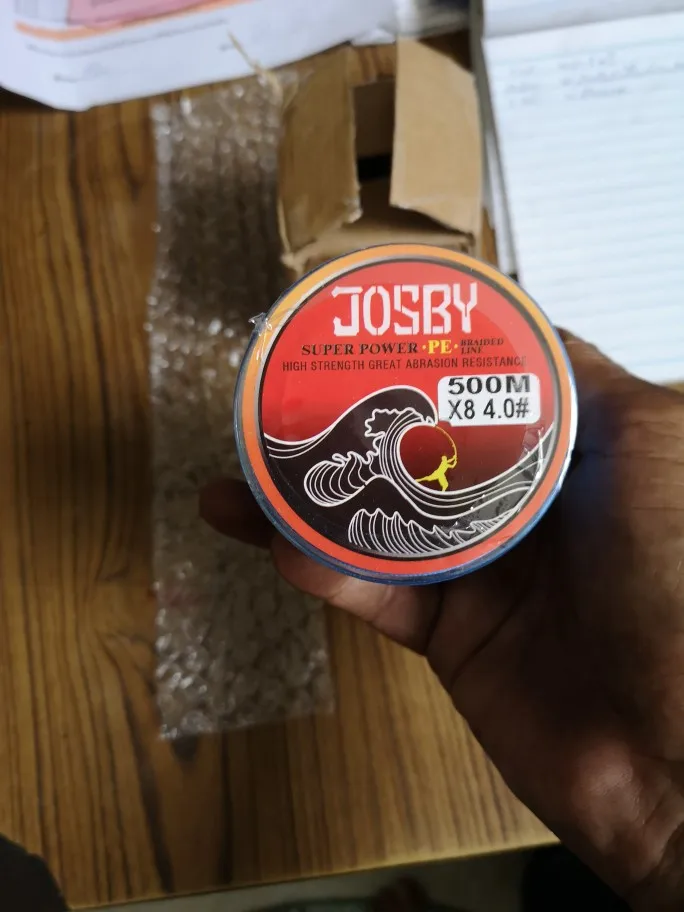 JOSBY
SUPER POWER·PE·BRAIDED LINE
HIGH STRENGTH GREAT ABRASION RESISTANCE
500M
X8 4.0#